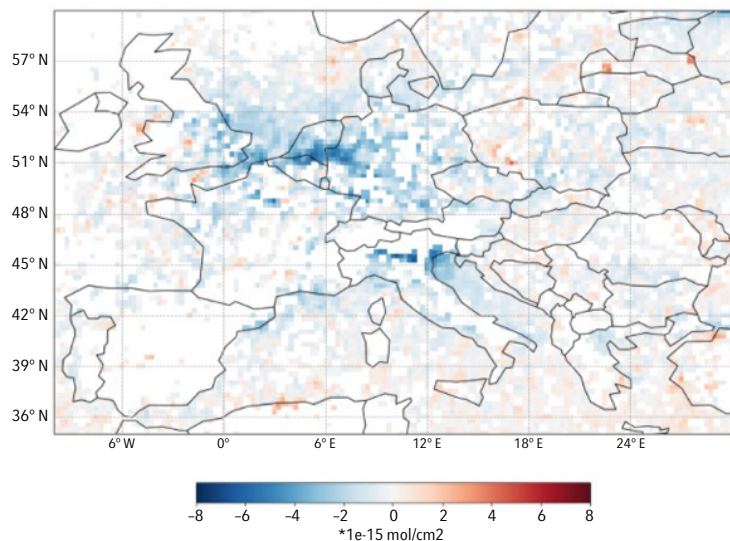 57° N
54° N
51° N
48° N
45° N
42° N
39° N
36° N
6° W 0° 6° E 12° E 18° E 24° E
–8 –6 –4 –2 0 2 4 6 8
*1e-15 mol/cm2